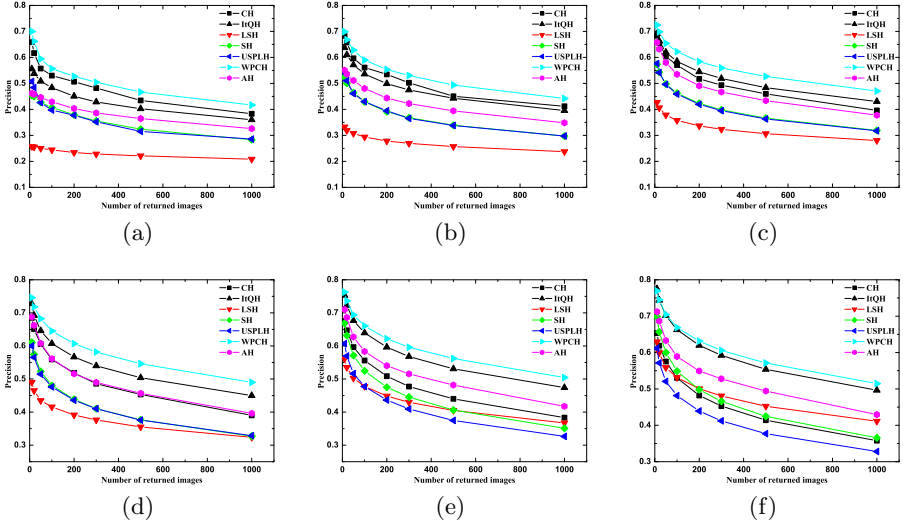 0.8
0.7
0.6
0.5
0.4
0.3
0.2
0.1
Precision
0 200 400 600 800 1000
Number of returned images
CH
ItQH
LSH
SH
USPLH
WPCH
AH
(a)
0.8
0.7
0.6
0.5
0.4
0.3
0.2
0.1
Precision
0 200 400 600 800 1000
Number of returned images
CH
ItQH
LSH
SH
USPLH
WPCH
AH
(b)
0.8
0.7
0.6
0.5
0.4
0.3
0.2
0.1
Precision
0 200 400 600 800 1000
Number of returned images
CH
ItQH
LSH
SH
USPLH
WPCH
AH
(c)
0.8
0.7
0.6
0.5
0.4
0.3
Precision
0 200 400 600 800 1000
Number of returned images
CH
ItQH
LSH
SH
USPLH
WPCH
AH
(d)
0.8
0.7
0.6
0.5
0.4
0.3
Precision
0 200 400 600 800 1000
Number of returned images
CH
ItQH
LSH
SH
USPLH
WPCH
AH
(e)
0.8
0.7
0.6
0.5
0.4
0.3
Precision
0 200 400 600 800 1000
Number of returned images
CH
ItQH
LSH
SH
USPLH
WPCH
AH
(f)